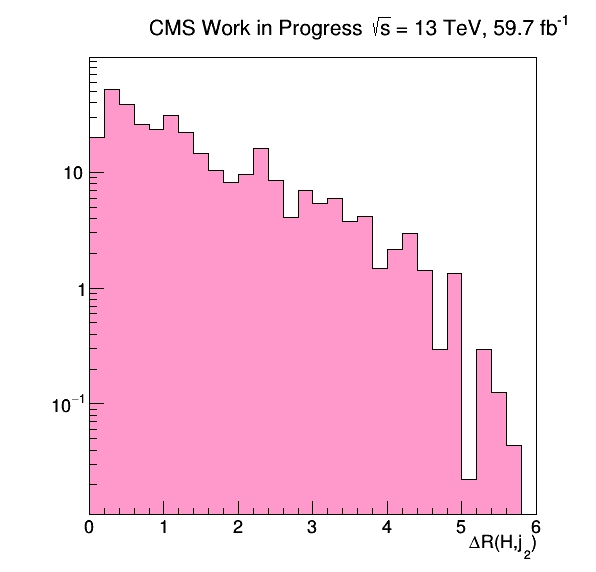 CMS Work in Progress √s = 13 TeV, 59.7 fb⁻¹
10
1
10⁻¹
0 1 2 3 4 5 6
ΔR(H,j₂)